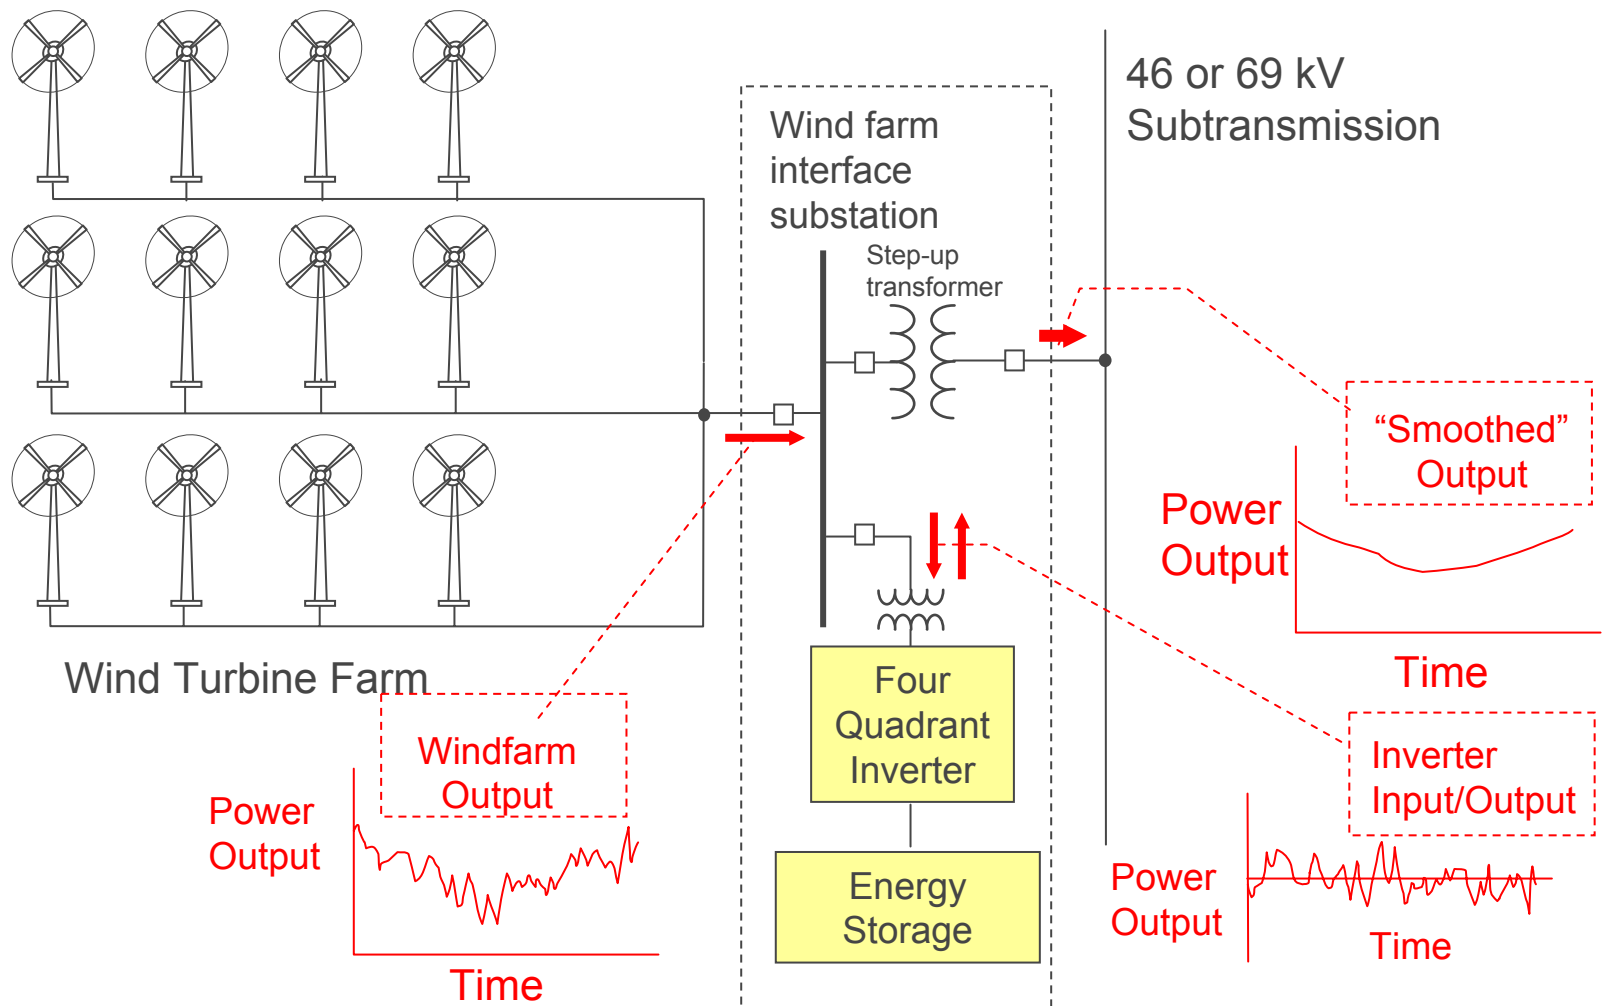 46 or 69 kV
Subtransmission
Wind farm
interface
substation
Step-up
transformer
“Smoothed”
Output
Power
Output
Time
Wind Turbine Farm
Four
Quadrant
Inverter
Windfarm
Output
Power
Output
Time
Inverter
Input/Output
Energy
Storage
Power
Output
Time